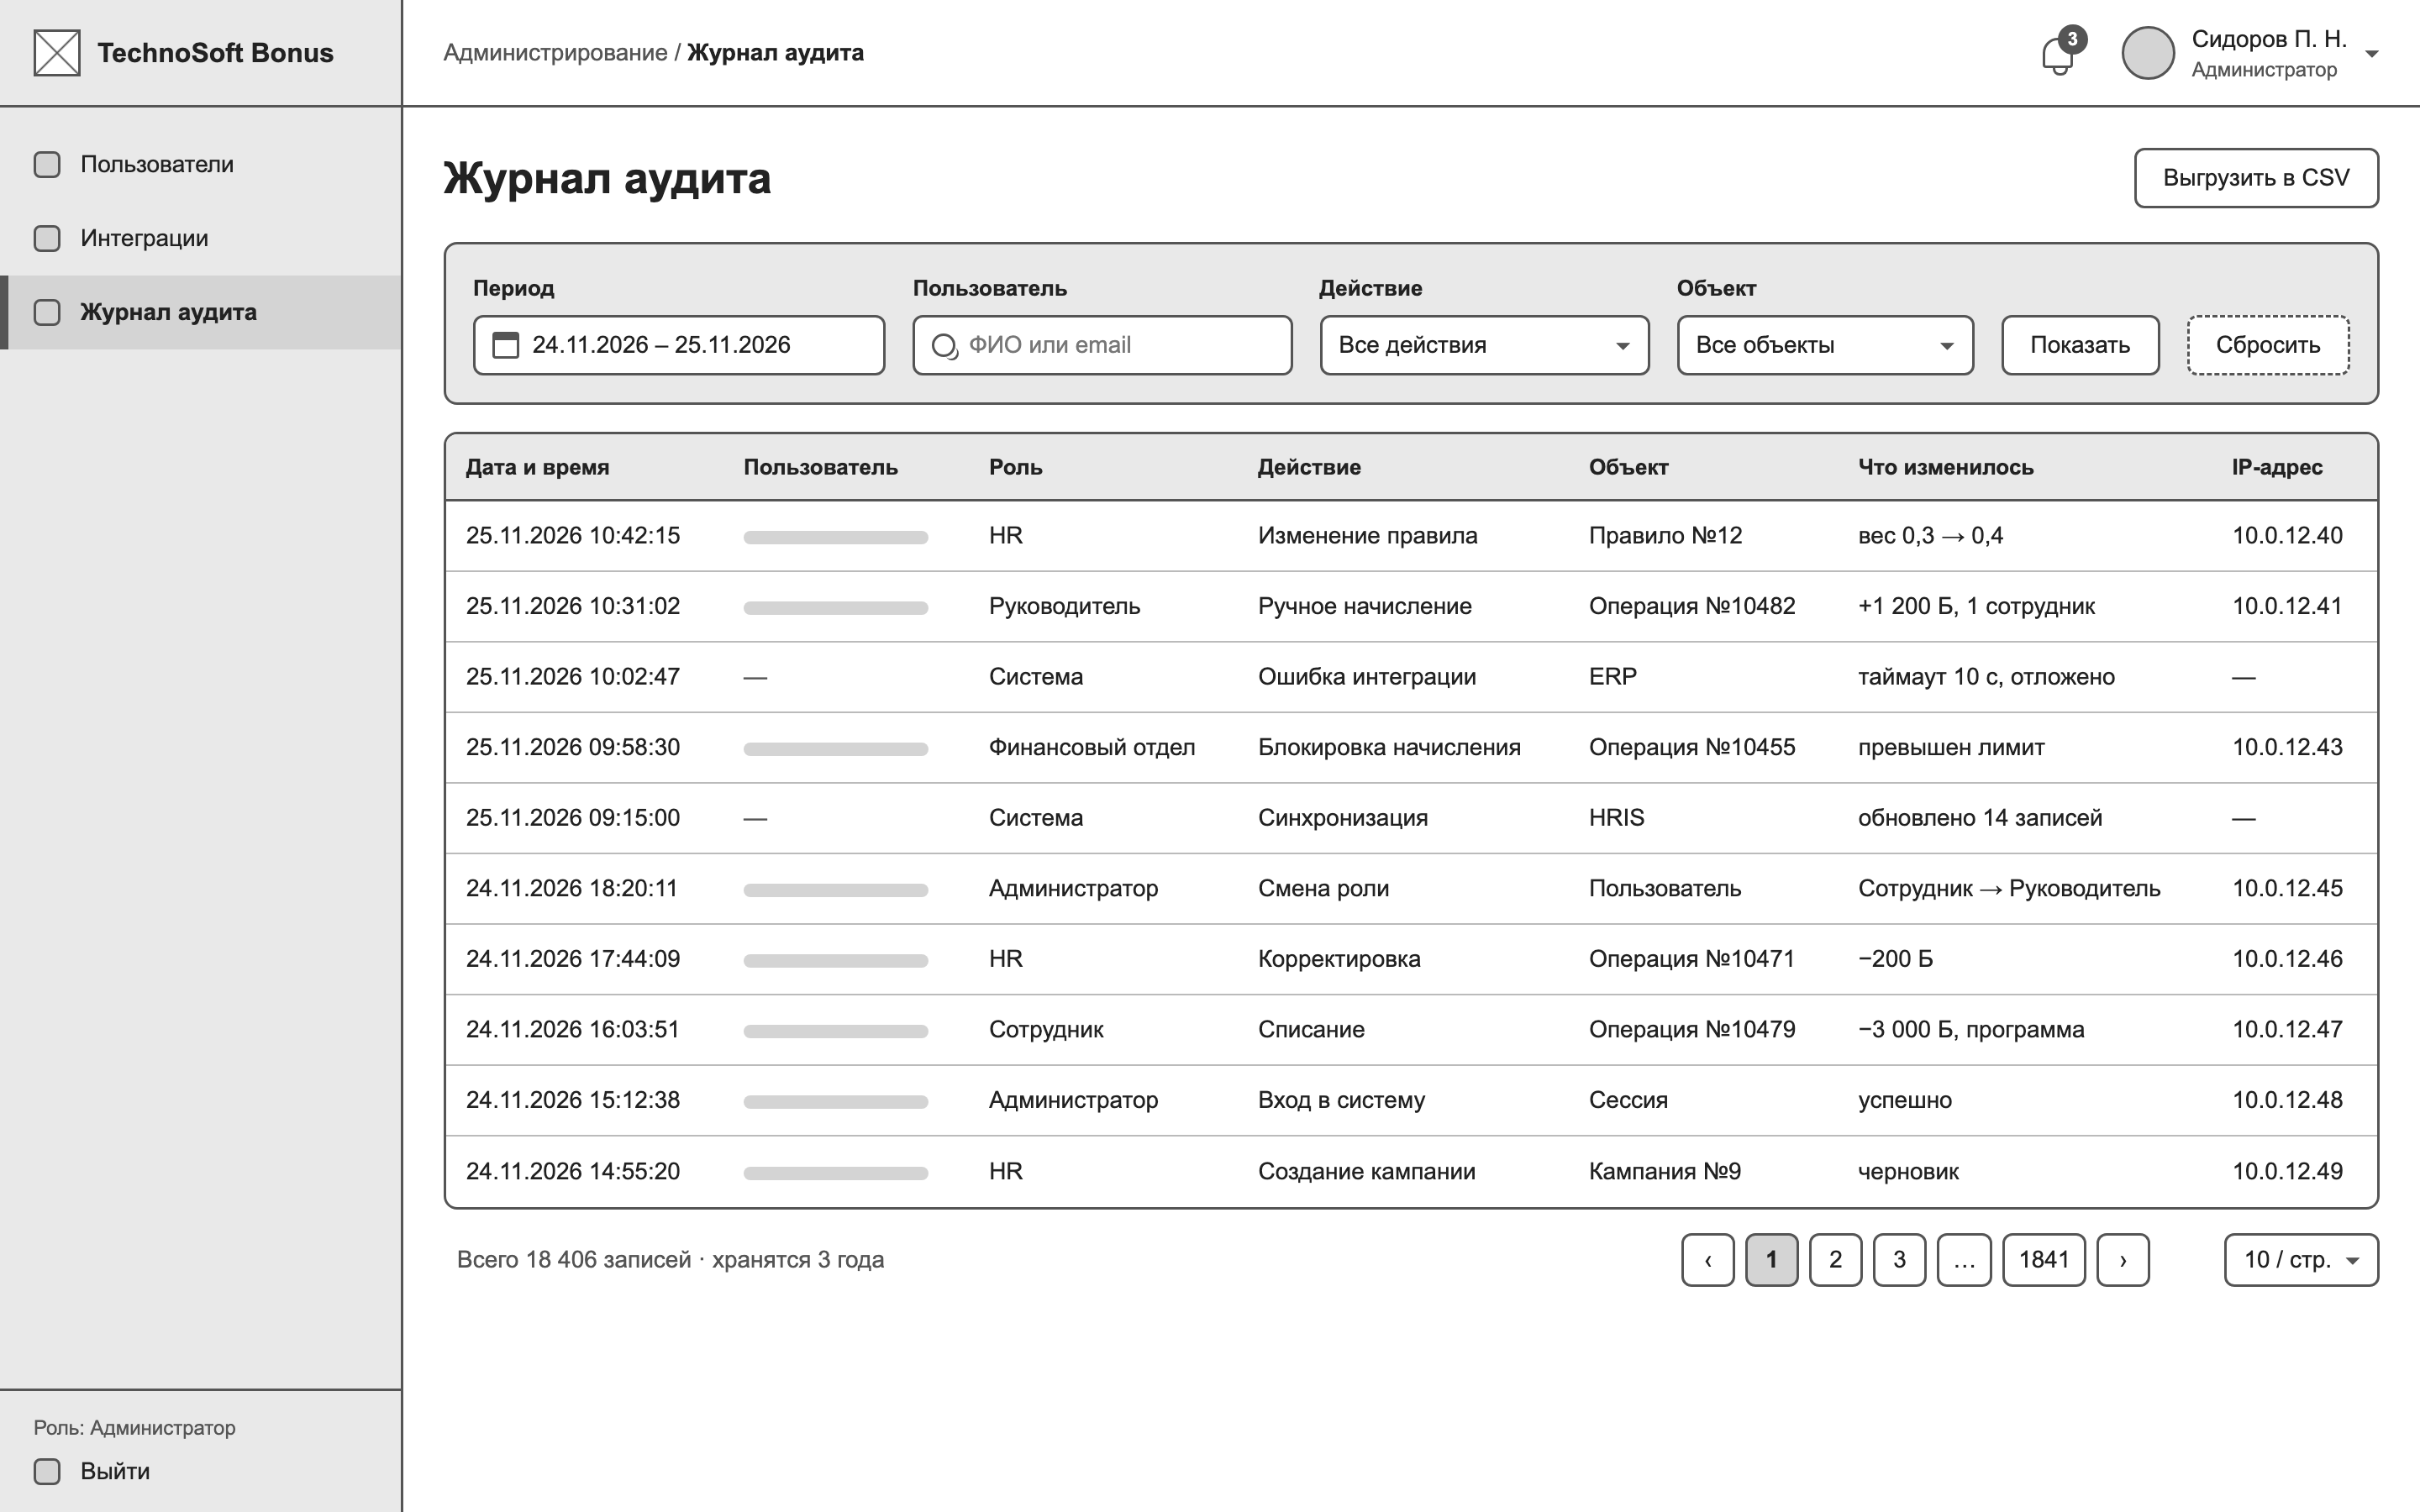 TechnoSoft Bonus
Администрирование / Журнал аудита
3
Сидоров П. Н.
Администратор
Пользователи
Интеграции
Журнал аудита
Журнал аудита
Выгрузить в CSV
Период Пользователь Действие Объект
24.11.2026 – 25.11.2026 ФИО или email Все действия Все объекты Показать Сбросить
Дата и время Пользователь Роль Действие Объект Что изменилось IP-адрес
25.11.2026 10:42:15 HR Изменение правила Правило №12 вес 0,3 → 0,4 10.0.12.40
25.11.2026 10:31:02 Руководитель Ручное начисление Операция №10482 +1 200 Б, 1 сотрудник 10.0.12.41
25.11.2026 10:02:47 — Система Ошибка интеграции ERP таймаут 10 с, отложено —
25.11.2026 09:58:30 Финансовый отдел Блокировка начисления Операция №10455 превышен лимит 10.0.12.43
25.11.2026 09:15:00 — Система Синхронизация HRIS обновлено 14 записей —
24.11.2026 18:20:11 Администратор Смена роли Пользователь Сотрудник → Руководитель 10.0.12.45
24.11.2026 17:44:09 HR Корректировка Операция №10471 −200 Б 10.0.12.46
24.11.2026 16:03:51 Сотрудник Списание Операция №10479 −3 000 Б, программа 10.0.12.47
24.11.2026 15:12:38 Администратор Вход в систему Сессия успешно 10.0.12.48
24.11.2026 14:55:20 HR Создание кампании Кампания №9 черновик 10.0.12.49
Всего 18 406 записей · хранятся 3 года ‹ 1 2 3 … 1841 › 10 / стр.
Роль: Администратор
Выйти